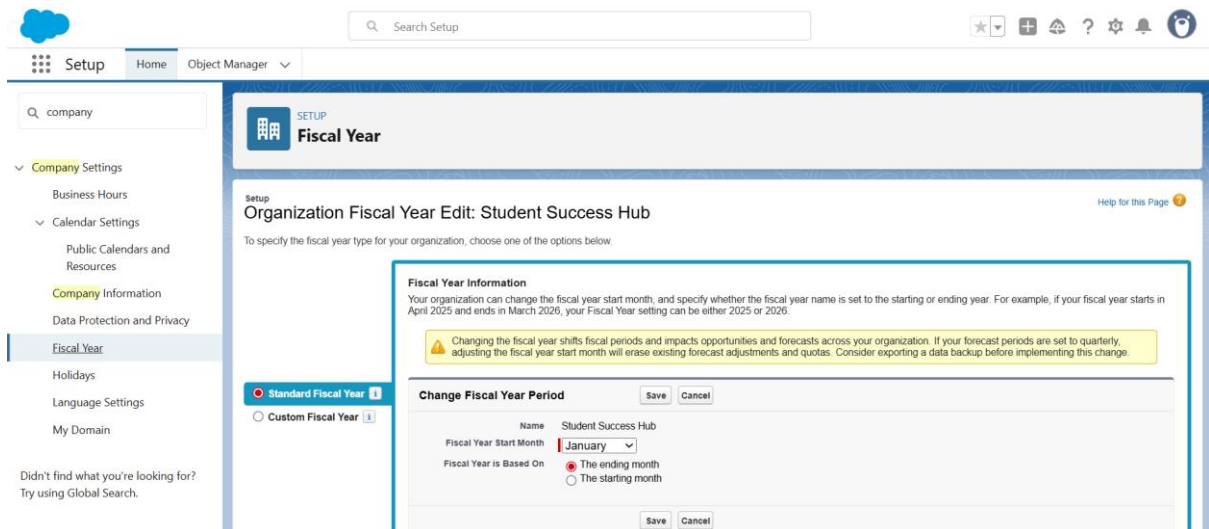 Search Setup
Setup
Home
Object Manager
company
Company Settings
Business Hours
Calendar Settings
Public Calendars and
Resources
Company Information
Data Protection and Privacy
Fiscal Year
Holidays
Language Settings
My Domain
Didn't find what you're looking for?
Try using Global Search.
SETUP
Fiscal Year
Setup
Organization Fiscal Year Edit: Student Success Hub
Help for this Page ?
To specify the fiscal year type for your organization, choose one of the options below.
Standard Fiscal Year i
Custom Fiscal Year i
Fiscal Year Information
Your organization can change the fiscal year start month, and specify whether the fiscal year name is set to the starting or ending year. For example, if your fiscal year starts in
April 2025 and ends in March 2026, your Fiscal Year setting can be either 2025 or 2026.
Changing the fiscal year shifts fiscal periods and impacts opportunities and forecasts across your organization. If your forecast periods are set to quarterly,
adjusting the fiscal year start month will erase existing forecast adjustments and quotas. Consider exporting a data backup before implementing this change.
Change Fiscal Year Period
Save Cancel
Name Student Success Hub
Fiscal Year Start Month January
Fiscal Year is Based On The ending month
The starting month
Save Cancel